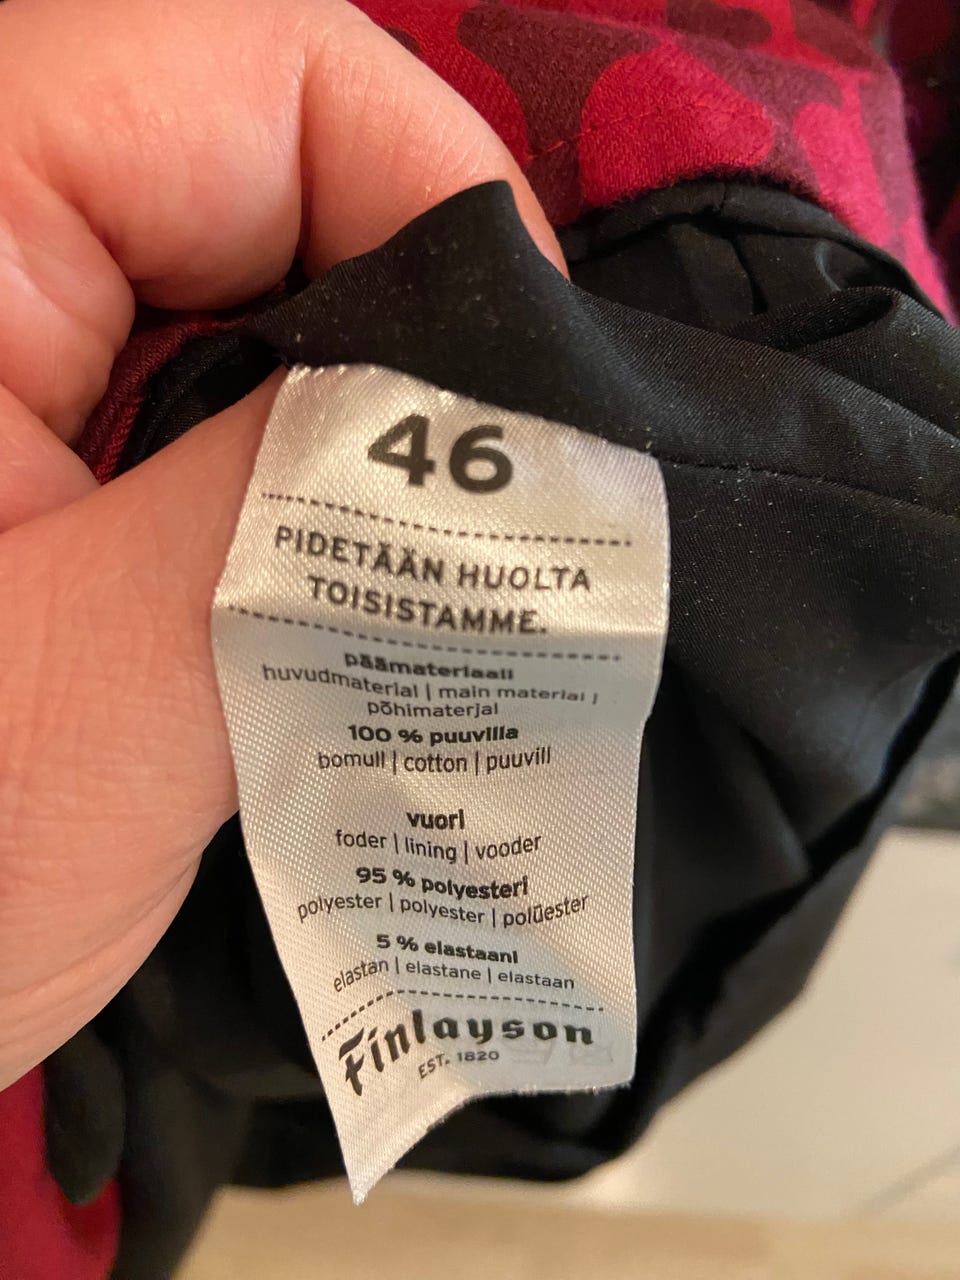 46
PIDETÄÄN HUOLTA
TOISISTAMME.
päämateriaali
huvudmaterial | main material |
põhimaterjal
100 % puuvilla
bomull | cotton | puuvill
vuori
foder | lining | vooder
95 % polyesteri
polyester | polyester | polüester
5 % elastaani
elastan | elastane | elastaan
Finlayson
EST. 1820